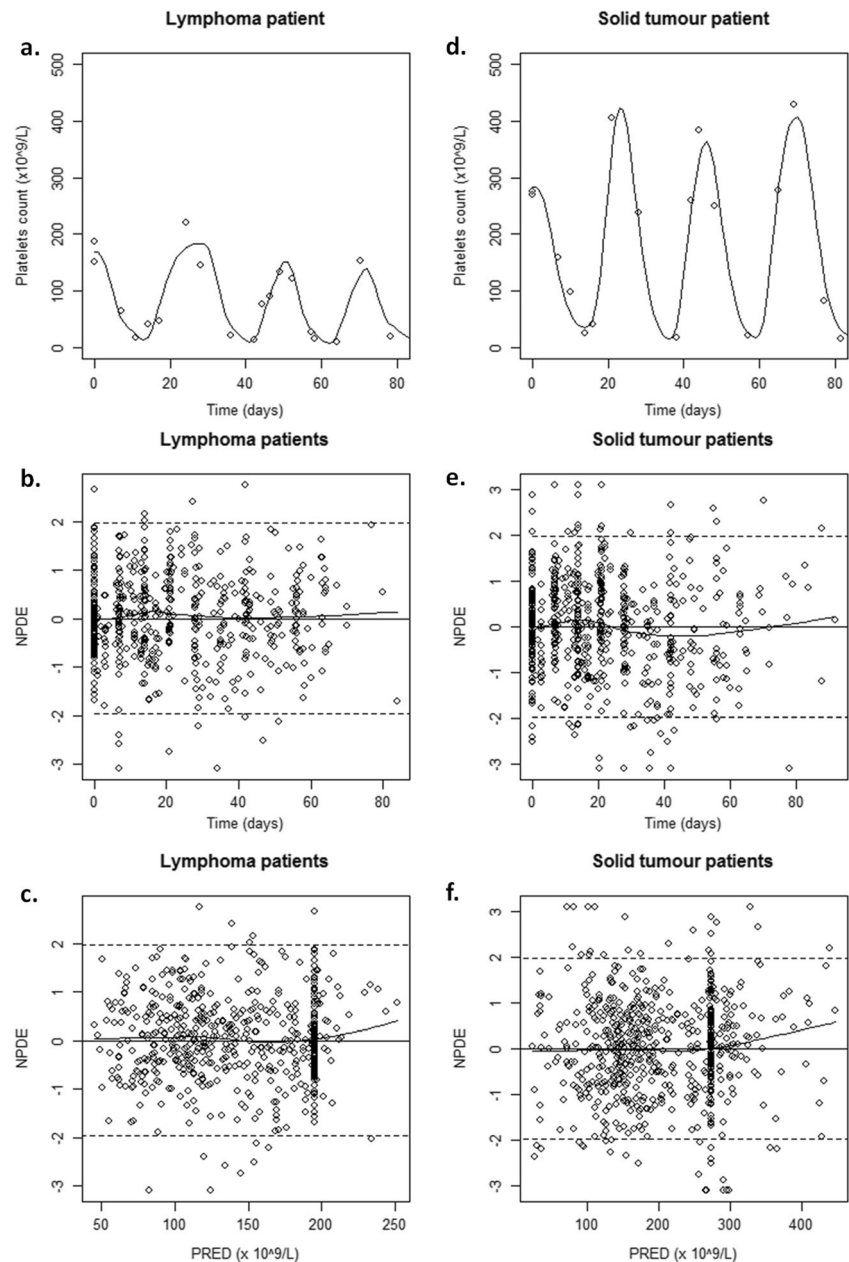 Lymphoma patient
a.
500
400
300
200
100
0
Platelets count (x10^9/L)
0 20 40 60 80
Time (days)
Solid tumour patient
d.
500
400
300
200
100
0
Platelets count (x10^9/L)
0 20 40 60 80
Time (days)
Lymphoma patients
b.
2
1
0
-1
-2
-3
NPDE
0 20 40 60 80
Time (days)
Solid tumour patients
e.
3
2
1
0
-1
-2
-3
NPDE
0 20 40 60 80
Time (days)
Lymphoma patients
c.
2
1
0
-1
-2
-3
NPDE
50 100 150 200 250
PRED (x 10^9/L)
Solid tumour patients
f.
3
2
1
0
-1
-2
-3
NPDE
100 200 300 400
PRED (x 10^9/L)